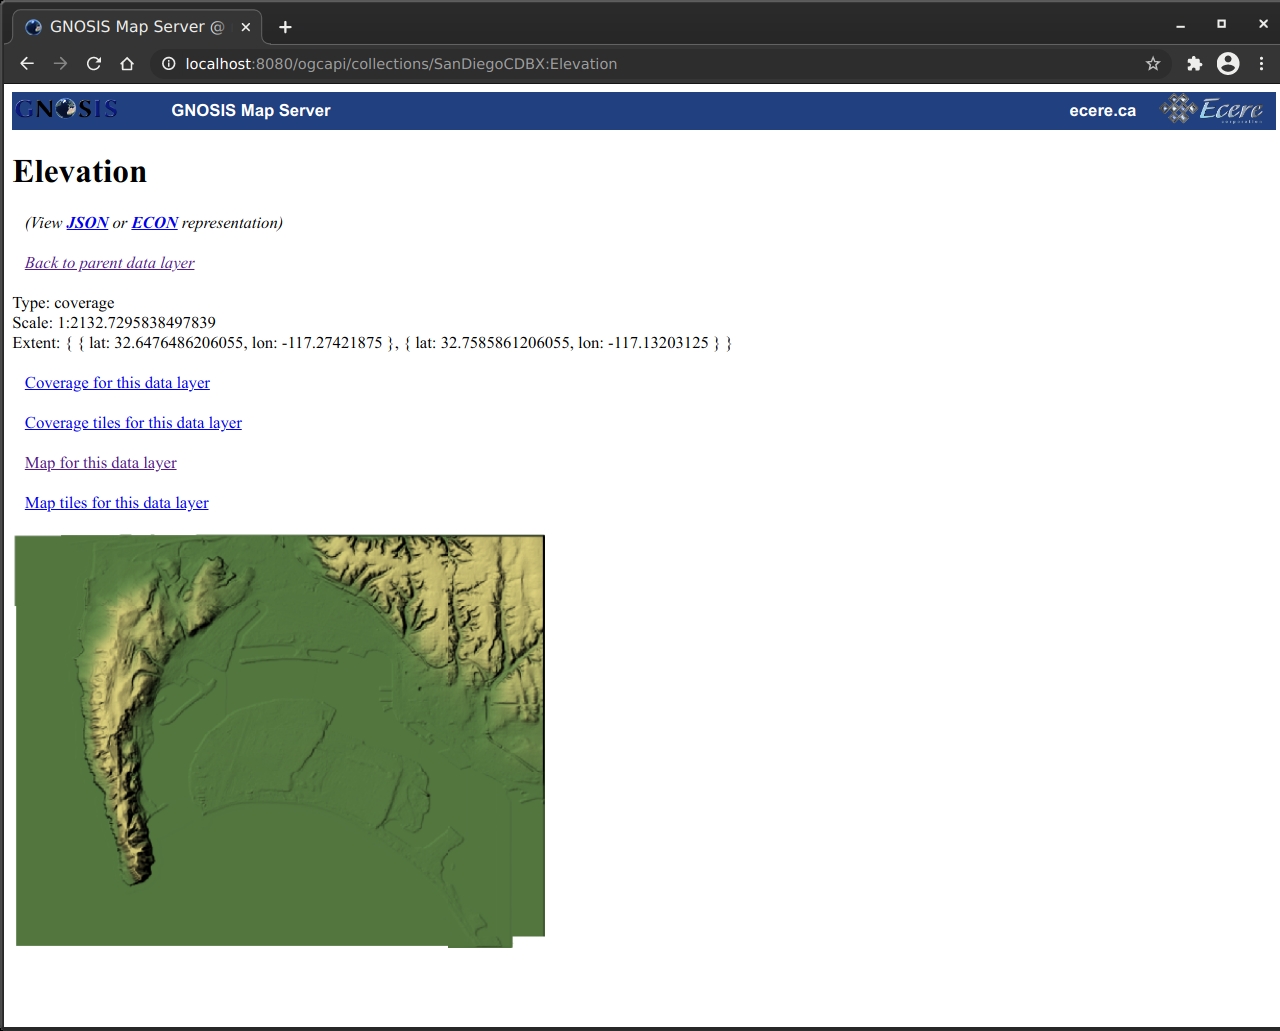 GNOSIS Map Server @
localhost:8080/ogcapi/collections/SanDiegoCDBX:Elevation
GNOSIS GNOSIS Map Server ecere.ca Ecere
corporation
Elevation
(View JSON or ECON representation)
Back to parent data layer
Type: coverage
Scale: 1:2132.7295838497839
Extent: { { lat: 32.6476486206055, lon: -117.27421875 }, { lat: 32.7585861206055, lon: -117.13203125 } }
Coverage for this data layer
Coverage tiles for this data layer
Map for this data layer
Map tiles for this data layer